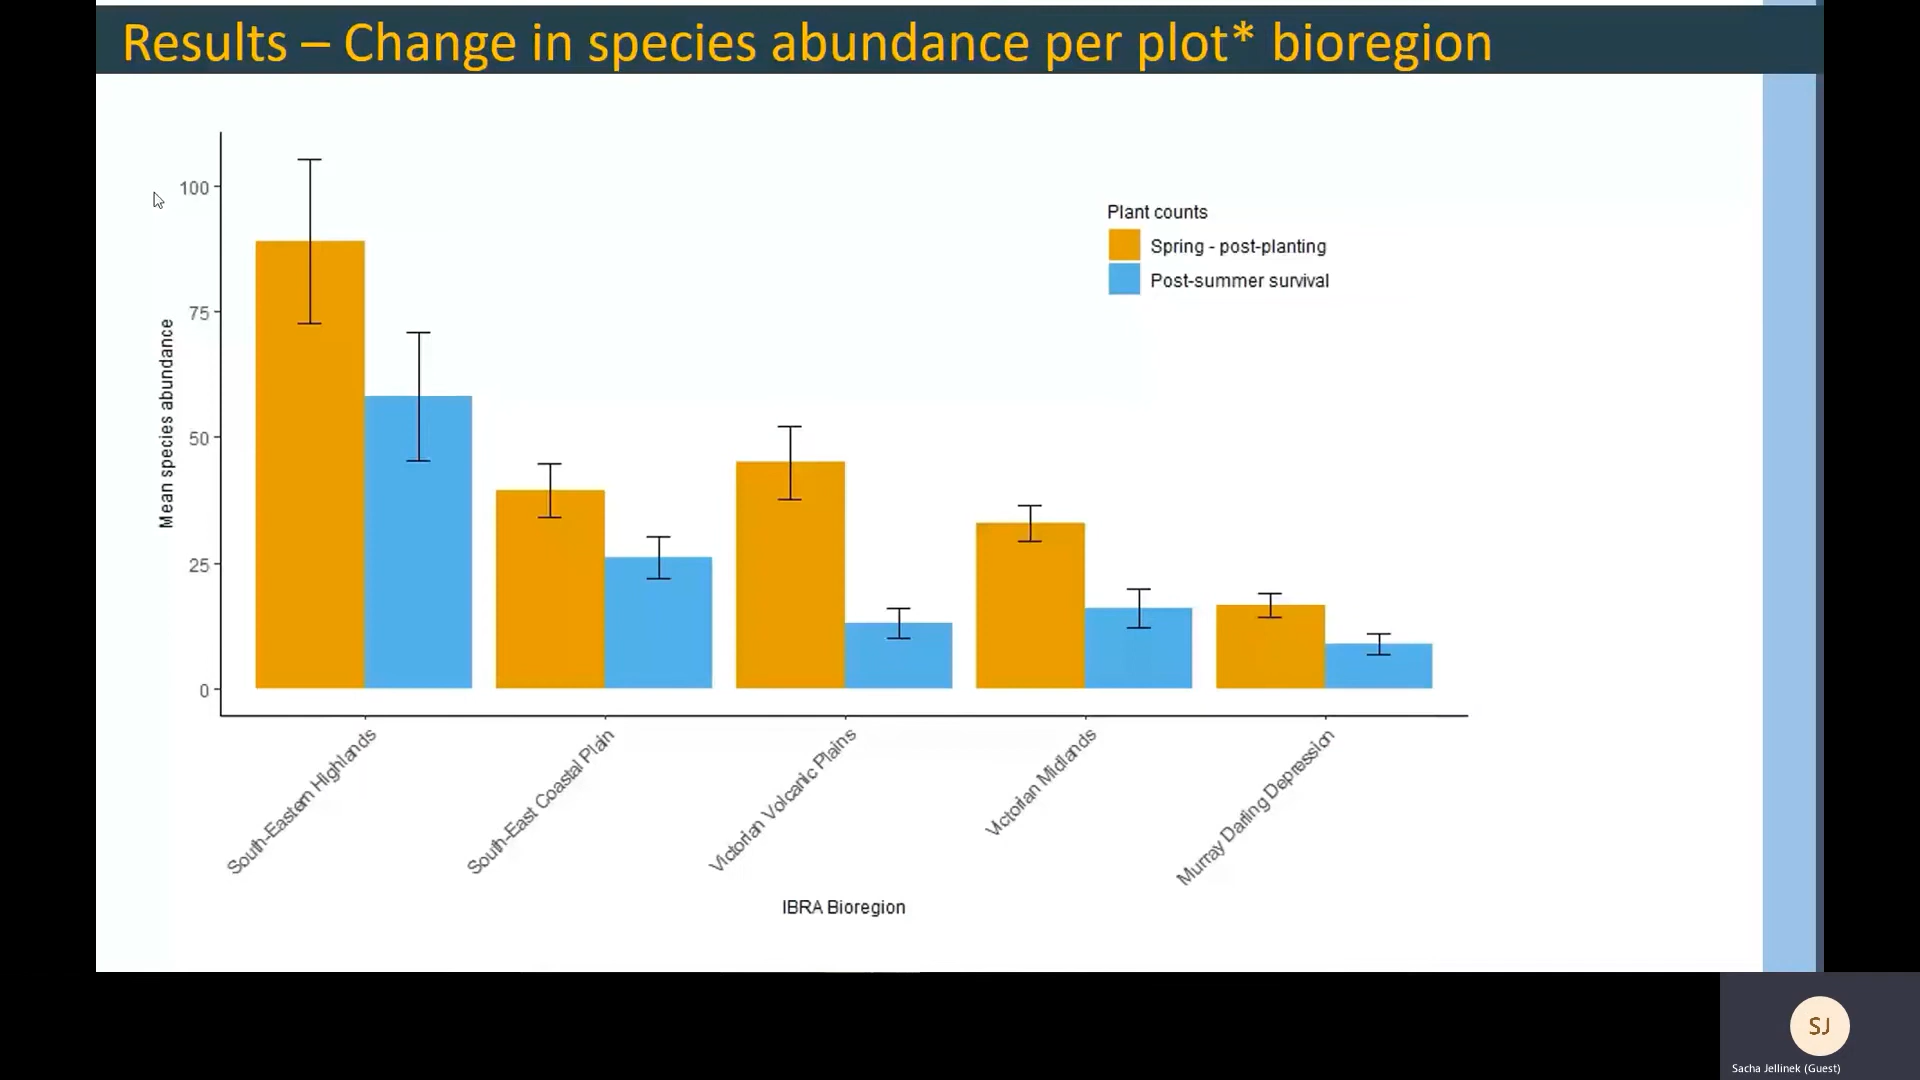 Results – Change in species abundance per plot* bioregion
100
75
50
25
0
Mean species abundance
Plant counts
Spring - post-planting
Post-summer survival
South-Eastern Highlands
South-East Coastal Plain
Victorian Volcanic Plains
Victorian Midlands
Murray Darling Depression
IBRA Bioregion
SJ
Sacha Jellinek (Guest)